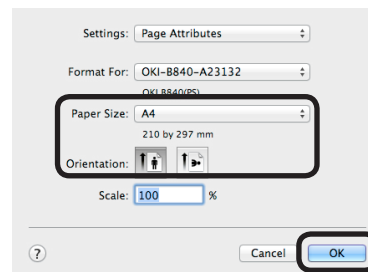 Settings: Page Attributes
Format For: OKI-B840-A23132
OKI B840(PS)
Paper Size: A4
210 by 297 mm
Orientation:
Scale: 100 %
? Cancel OK